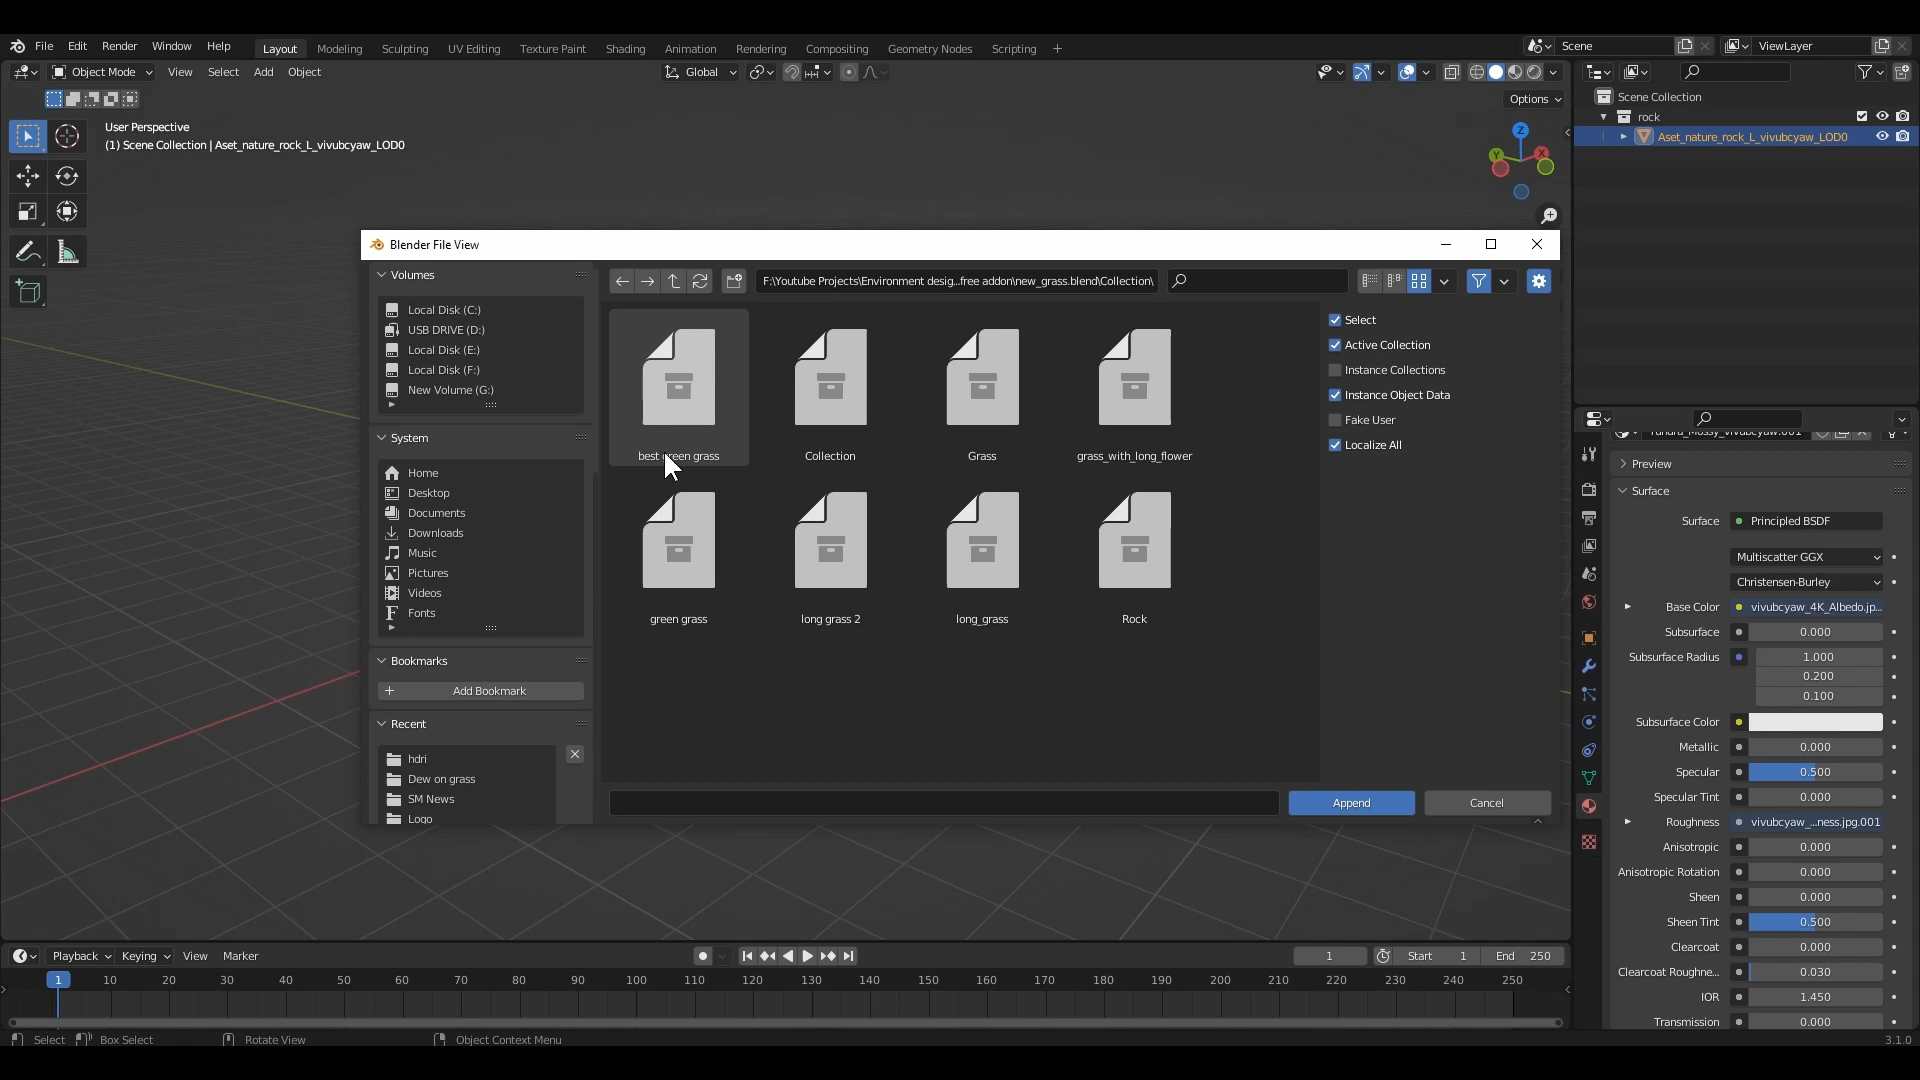 File Edit Render Window Help Layout Modeling Sculpting UV Editing Texture Paint Shading Animation Rendering Compositing Geometry Nodes Scripting + Scene ViewLayer
Object Mode View Select Add Object Global
Options
User Perspective
(1) Scene Collection | Aset_nature_rock_L_vivubcyaw_LOD0
Z
Y X
Scene Collection
rock
Aset_nature_rock_L_vivubcyaw_LOD0
Blender File View
Volumes
Local Disk (C:)
USB DRIVE (D:)
Local Disk (E:)
Local Disk (F:)
New Volume (G:)
System
Home
Desktop
Documents
Downloads
Music
Pictures
Videos
Fonts
Bookmarks
Add Bookmark
Recent
hdri
Dew on grass
SM News
Logo
F:\Youtube Projects\Environment desig...free addon\new_grass.blend\Collection\
best green grass
Collection
Grass
grass_with_long_flower
green grass
long grass 2
long_grass
Rock
Select
Active Collection
Instance Collections
Instance Object Data
Fake User
Localize All
Append
Cancel
Tundra_Mossy_vivubcyaw.001
Preview
Surface
Surface Principled BSDF
Multiscatter GGX
Christensen-Burley
Base Color vivubcyaw_4K_Albedo.jp...
Subsurface 0.000
Subsurface Radius 1.000
0.200
0.100
Subsurface Color
Metallic 0.000
Specular 0.500
Specular Tint 0.000
Roughness vivubcyaw_...ness.jpg.001
Anisotropic 0.000
Anisotropic Rotation 0.000
Sheen 0.000
Sheen Tint 0.500
Clearcoat 0.000
Clearcoat Roughne... 0.030
IOR 1.450
Transmission 0.000
Playback Keying View Marker 1 Start 1 End 250
1 10 20 30 40 50 60 70 80 90 100 110 120 130 140 150 160 170 180 190 200 210 220 230 240 250
Select Box Select Rotate View Object Context Menu 3.1.0